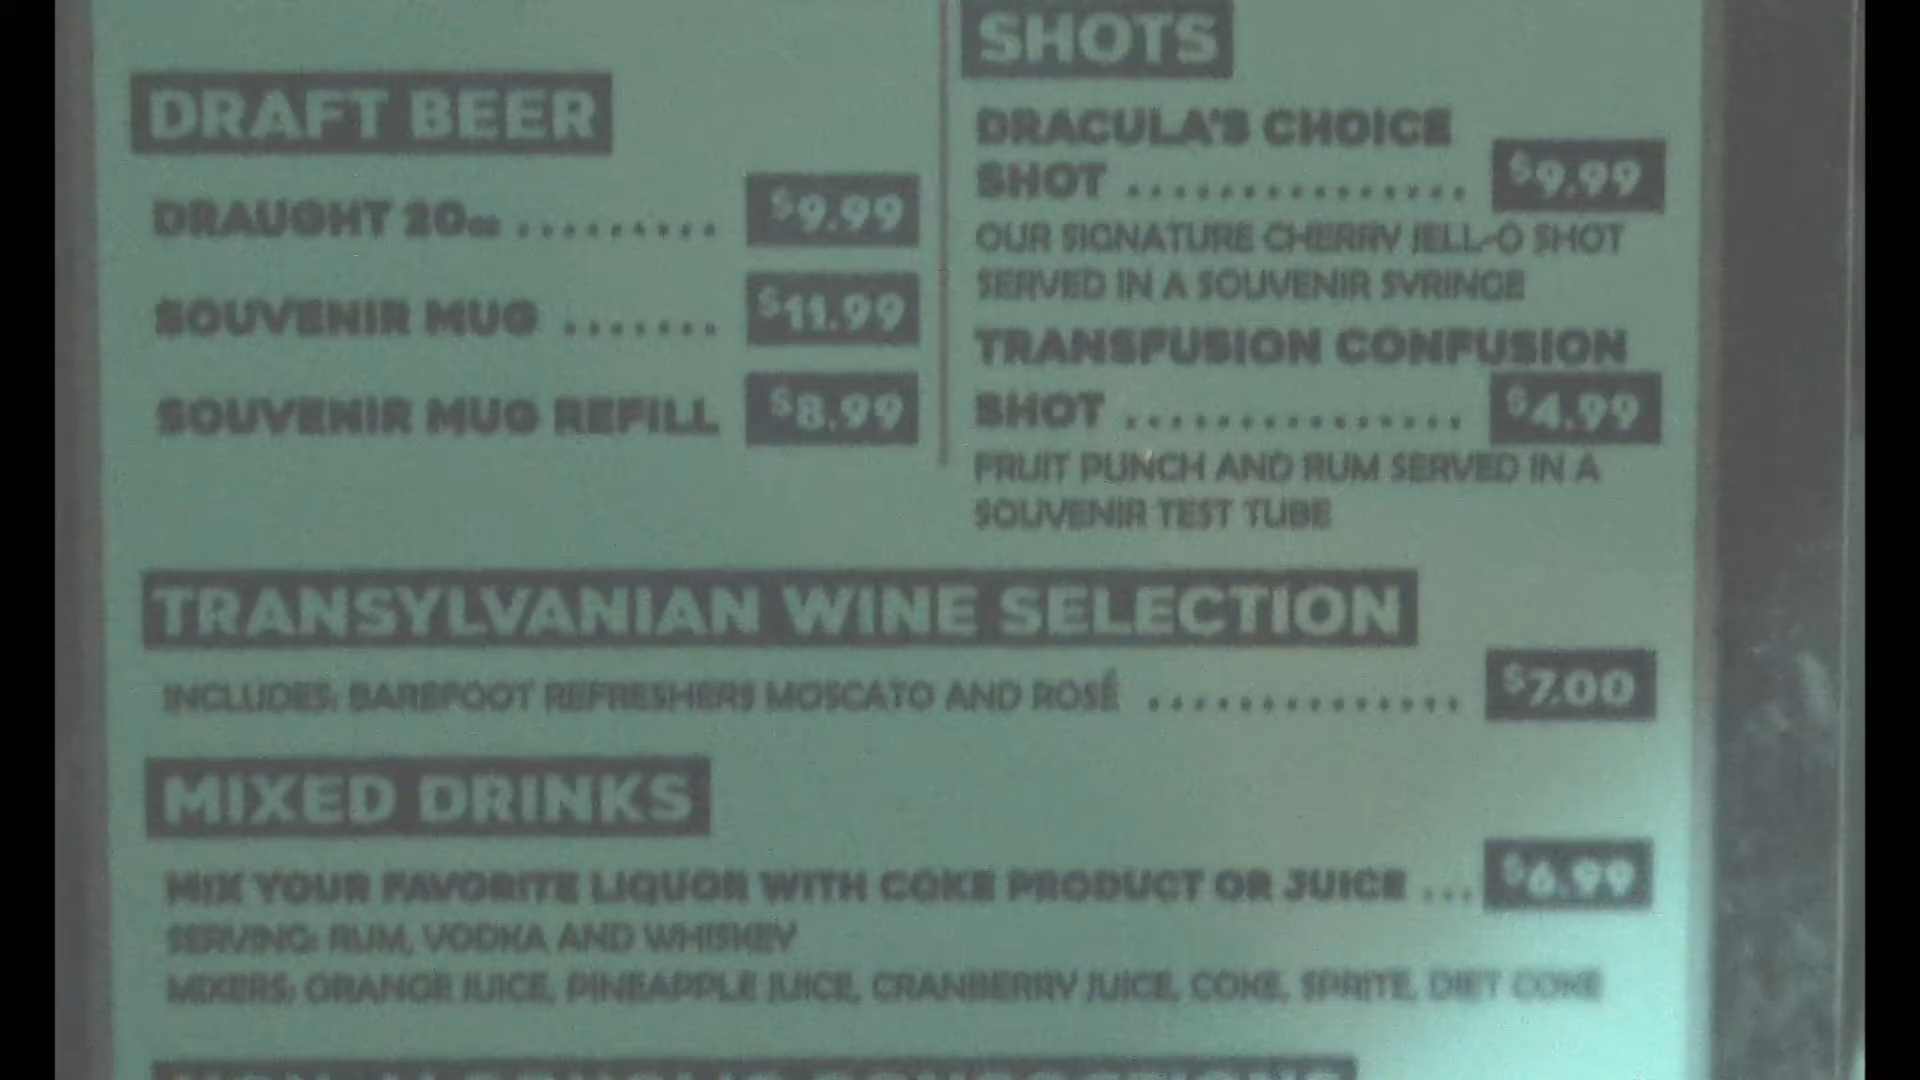 DRAFT BEER
DRAUGHT 20oz ......... $9.99
SOUVENIR MUG ....... $11.99
SOUVENIR MUG REFILL $8.99
SHOTS
DRACULA'S CHOICE
SHOT ............... $9.99
OUR SIGNATURE CHERRY JELL-O SHOT
SERVED IN A SOUVENIR SYRINGE
TRANSFUSION CONFUSION
SHOT ............... $4.99
FRUIT PUNCH AND RUM SERVED IN A
SOUVENIR TEST TUBE
TRANSYLVANIAN WINE SELECTION
INCLUDES: BAREFOOT REFRESHERS MOSCATO AND ROSÉ .............. $7.00
MIXED DRINKS
MIX YOUR FAVORITE LIQUOR WITH COKE PRODUCT OR JUICE ... $6.99
SERVING: RUM, VODKA AND WHISKEY
MIXERS: ORANGE JUICE, PINEAPPLE JUICE, CRANBERRY JUICE, COKE, SPRITE, DIET COKE